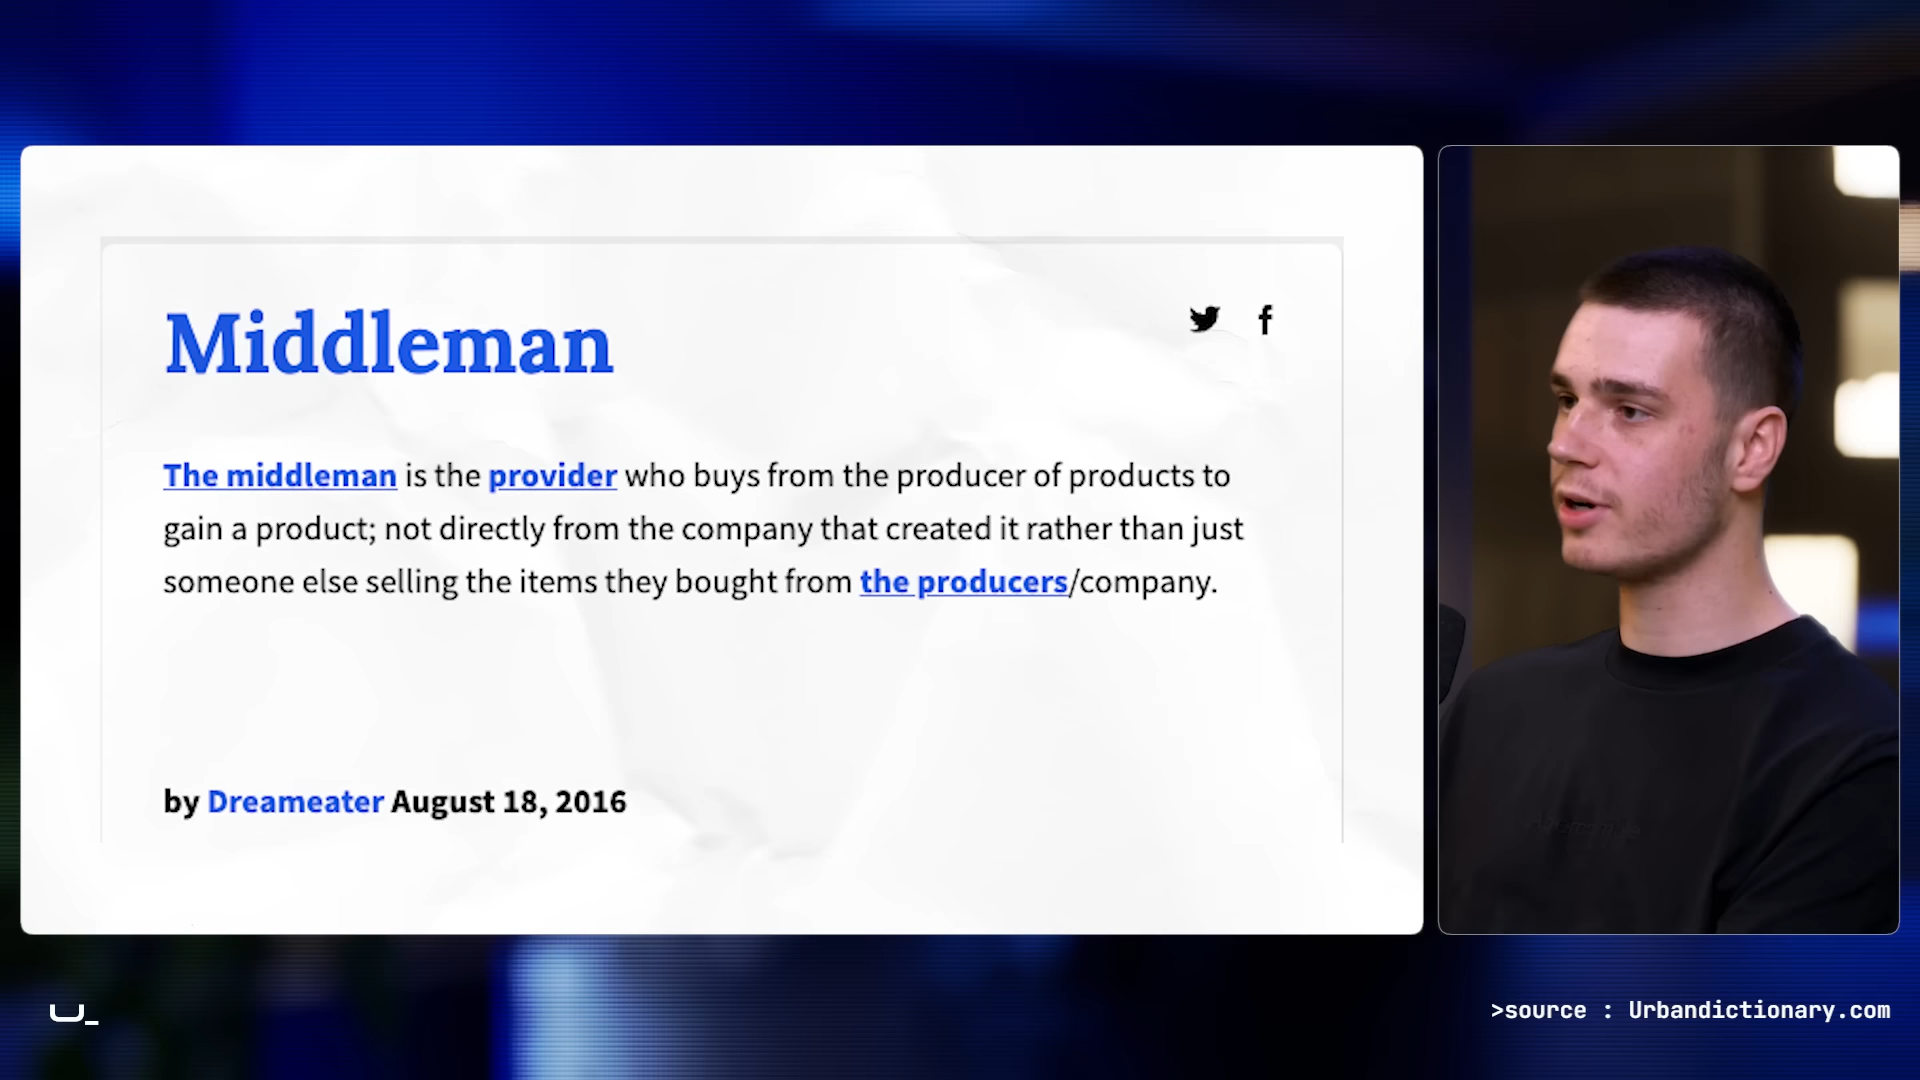 Middleman
The middleman is the provider who buys from the producer of products to
gain a product; not directly from the company that created it rather than just
someone else selling the items they bought from the producers/company.
by Dreameater August 18, 2016
>source : Urbandictionary.com